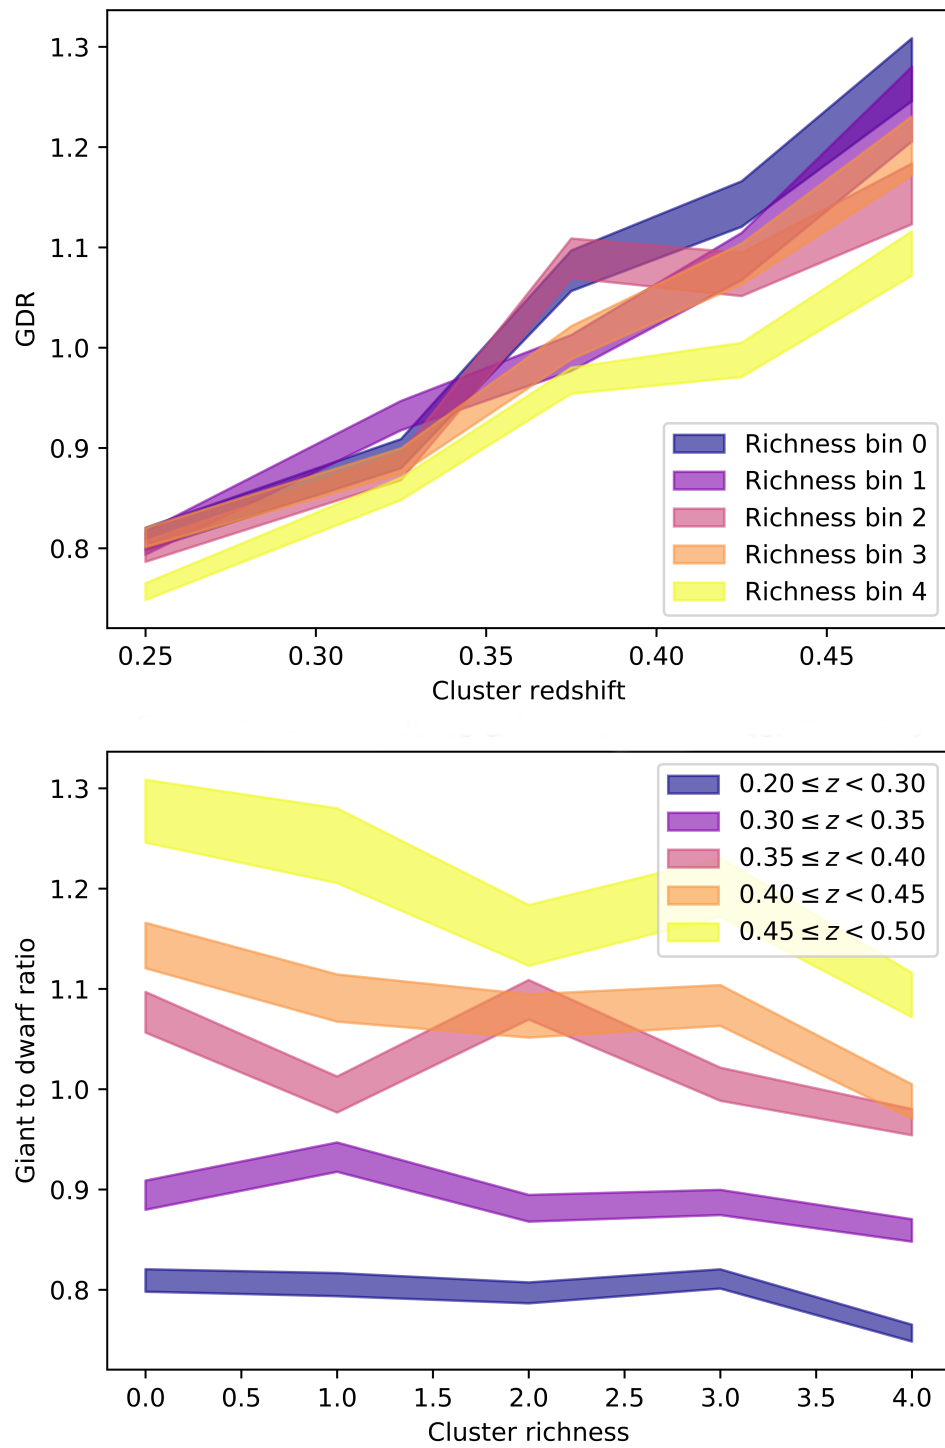 1.3
1.2
1.1
1.0
0.9
0.8
GDR
Richness bin 0
Richness bin 1
Richness bin 2
Richness bin 3
Richness bin 4
0.25 0.30 0.35 0.40 0.45
Cluster redshift
1.3
1.2
1.1
1.0
0.9
0.8
Giant to dwarf ratio
0.20 ≤ z < 0.30
0.30 ≤ z < 0.35
0.35 ≤ z < 0.40
0.40 ≤ z < 0.45
0.45 ≤ z < 0.50
0.0 0.5 1.0 1.5 2.0 2.5 3.0 3.5 4.0
Cluster richness